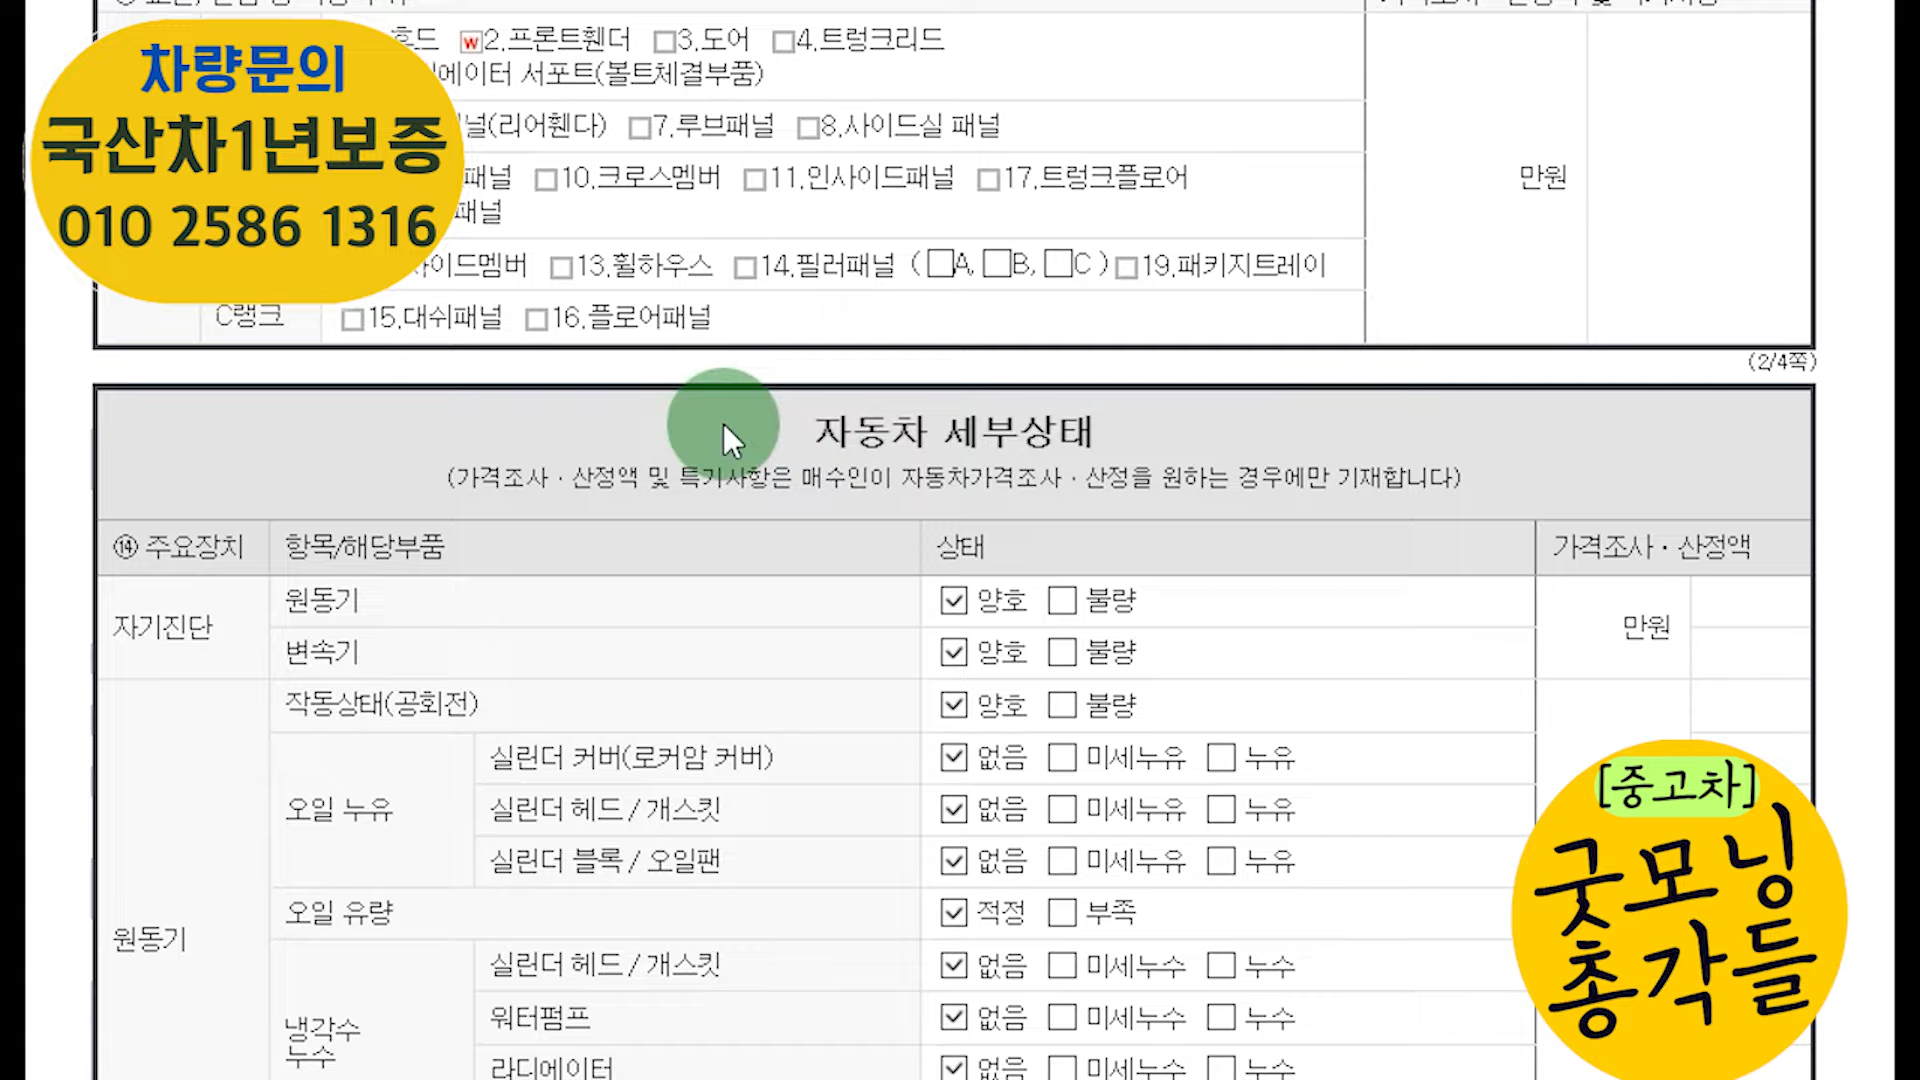 차량문의
국산차1년보증
010 2586 1316
후드 W2.프론트휀더 3.도어 4.트렁크리드
에이터 서포트(볼트체결부품)
널(리어휀다) 7.루브패널 8.사이드실 패널
패널 10.크로스멤버 11.인사이드패널 17.트렁크플로어
패널
사이드멤버 13.휠하우스 14.필러패널 ( A, B, C ) 19.패키지트레이
C랭크 15.대쉬패널 16.플로어패널
만원
(2/4쪽)
자동차 세부상태
(가격조사 · 산정액 및 특기사항은 매수인이 자동차가격조사 · 산정을 원하는 경우에만 기재합니다)
⑭ 주요장치 항목/해당부품 상태 가격조사 · 산정액
자기진단 원동기 양호 불량 만원
변속기 양호 불량
원동기 작동상태(공회전) 양호 불량
오일 누유 실린더 커버(로커암 커버) 없음 미세누유 누유
실린더 헤드 / 개스킷 없음 미세누유 누유
실린더 블록 / 오일팬 없음 미세누유 누유
오일 유량 적정 부족
냉각수 누수 실린더 헤드 / 개스킷 없음 미세누수 누수
워터펌프 없음 미세누수 누수
라디에이터 없음 미세누수 누수
[중고차]
굿모닝
총각들